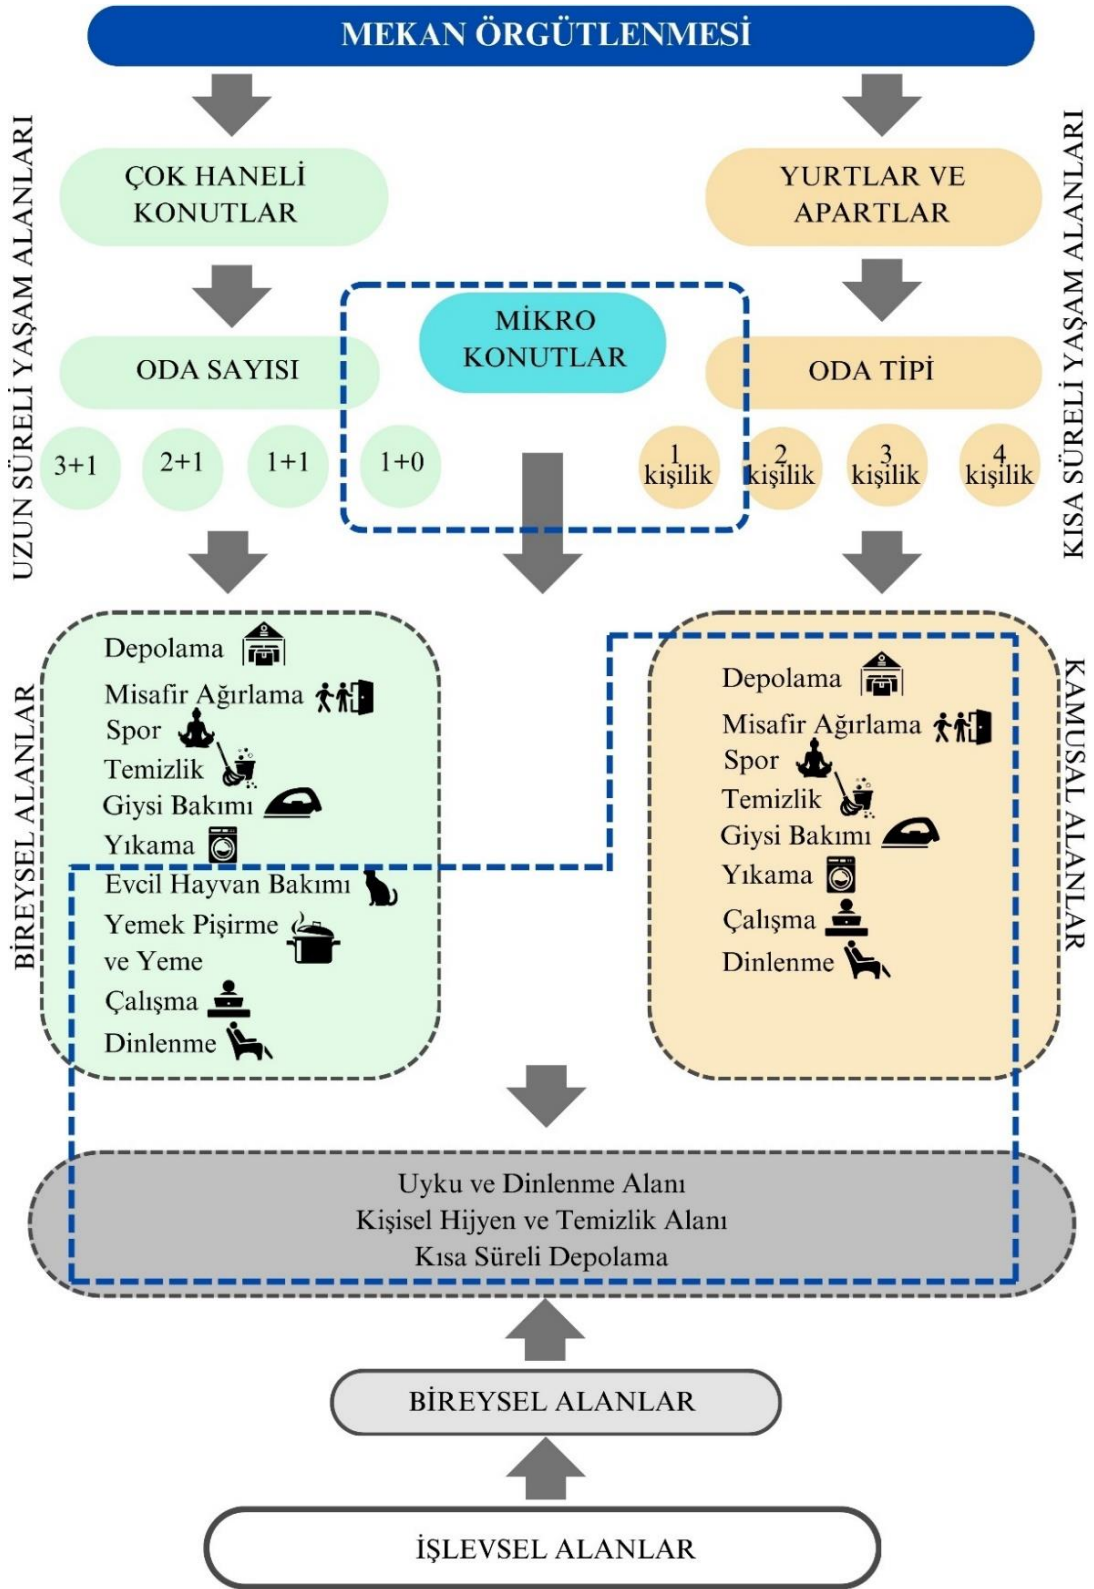 MEKAN ÖRGÜTLENMESİ
UZUN SÜRELİ YAŞAM ALANLARI
KISA SÜRELİ YAŞAM ALANLARI
ÇOK HANELİ
KONUTLAR
YURTLAR VE
APARTLAR
MİKRO
KONUTLAR
ODA SAYISI
ODA TİPİ
3+1
2+1
1+1
1+0
1
kişilik
2
kişilik
3
kişilik
4
kişilik
BİREYSEL ALANLAR
Depolama
Misafir Ağırlama
Spor
Temizlik
Giysi Bakımı
Yıkama
Evcil Hayvan Bakımı
Yemek Pişirme
ve Yeme
Çalışma
Dinlenme
KAMUSAL ALANLAR
Depolama
Misafir Ağırlama
Spor
Temizlik
Giysi Bakımı
Yıkama
Çalışma
Dinlenme
Uyku ve Dinlenme Alanı
Kişisel Hijyen ve Temizlik Alanı
Kısa Süreli Depolama
BİREYSEL ALANLAR
İŞLEVSEL ALANLAR